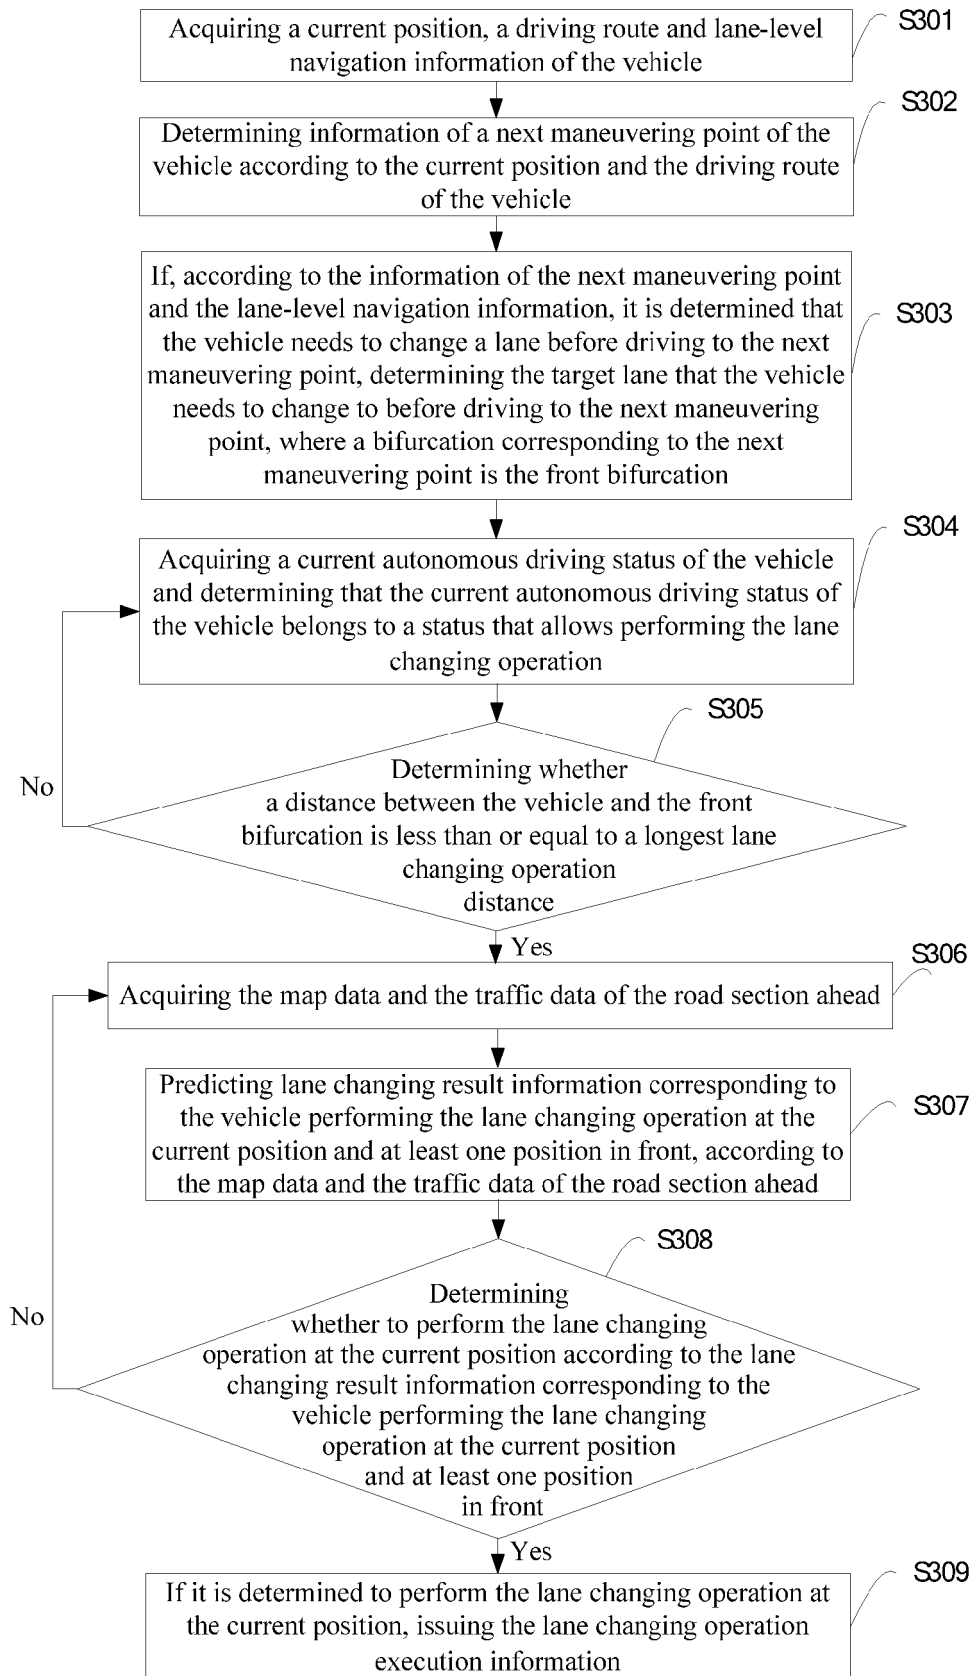 Acquiring a current position, a driving route and lane-level
navigation information of the vehicle
S301
Determining information of a next maneuvering point of the
vehicle according to the current position and the driving route
of the vehicle
S302
If, according to the information of the next maneuvering point
and the lane-level navigation information, it is determined that
the vehicle needs to change a lane before driving to the next
maneuvering point, determining the target lane that the vehicle
needs to change to before driving to the next maneuvering
point, where a bifurcation corresponding to the next
maneuvering point is the front bifurcation
S303
Acquiring a current autonomous driving status of the vehicle
and determining that the current autonomous driving status of
the vehicle belongs to a status that allows performing the lane
changing operation
S304
Determining whether
a distance between the vehicle and the front
bifurcation is less than or equal to a longest lane
changing operation
distance
S305
No
Yes
Acquiring the map data and the traffic data of the road section ahead
S306
Predicting lane changing result information corresponding to
the vehicle performing the lane changing operation at the
current position and at least one position in front, according to
the map data and the traffic data of the road section ahead
S307
Determining
whether to perform the lane changing
operation at the current position according to the lane
changing result information corresponding to the
vehicle performing the lane changing
operation at the current position
and at least one position
in front
S308
No
Yes
If it is determined to perform the lane changing operation at
the current position, issuing the lane changing operation
execution information
S309